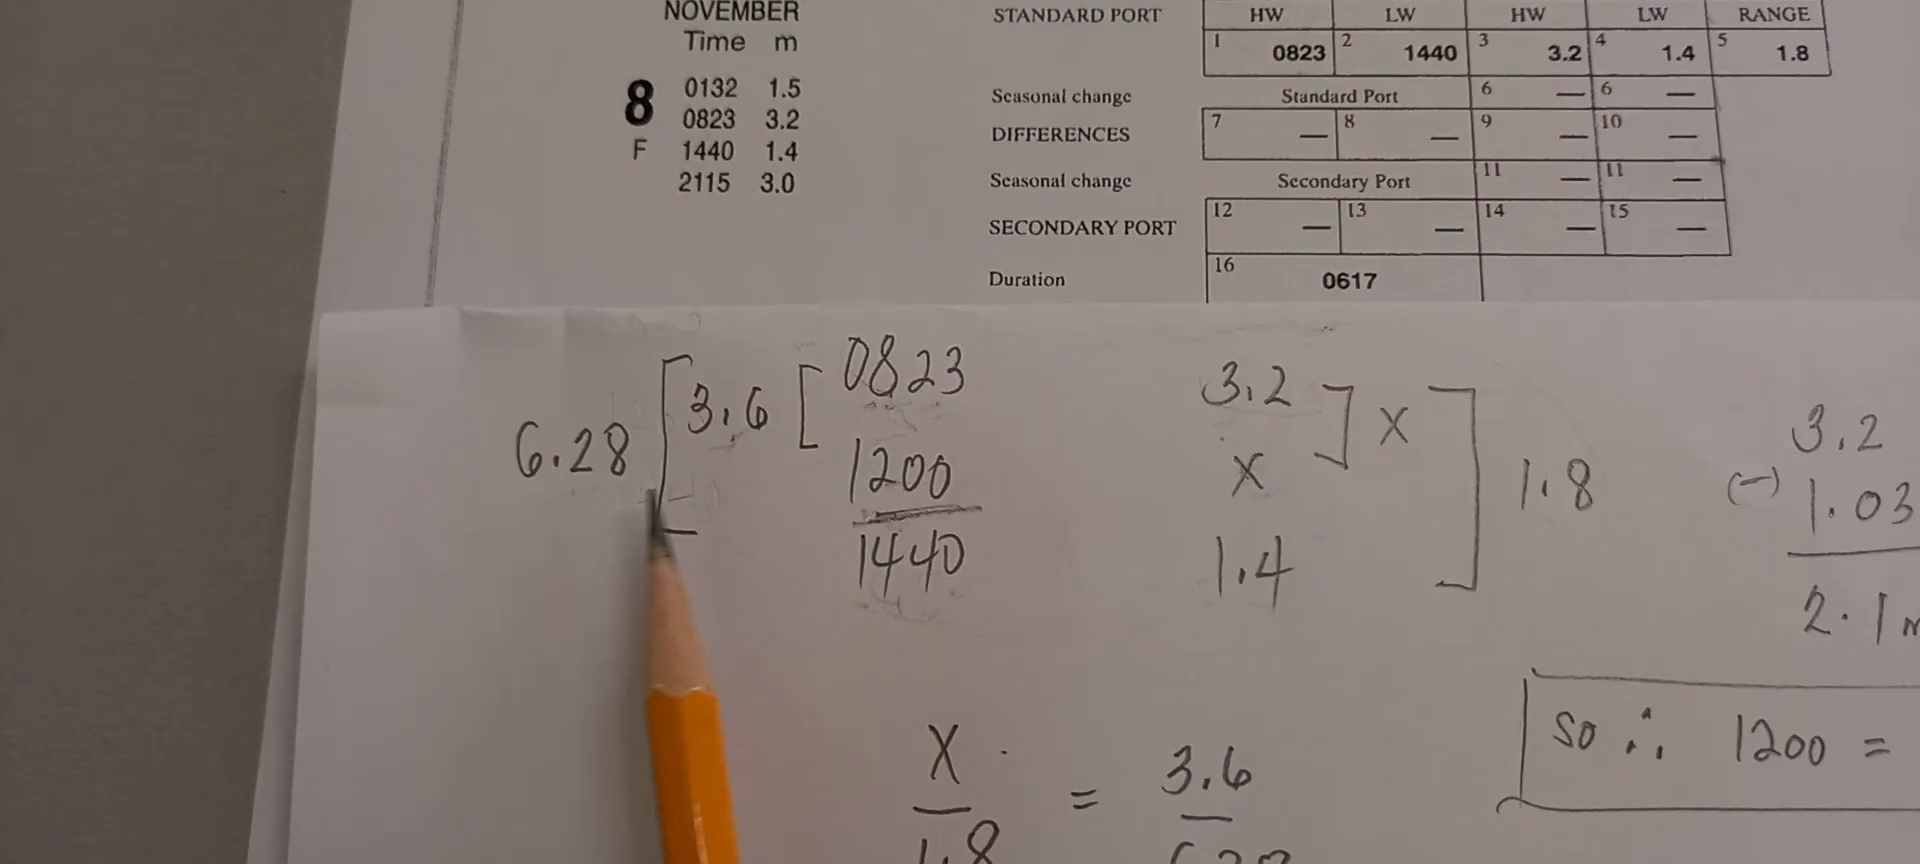 NOVEMBER
Time m
8 0132 1.5
0823 3.2
F 1440 1.4
2115 3.0
STANDARD PORT HW LW HW LW RANGE
1 0823 2 1440 3 3.2 4 1.4 5 1.8
Seasonal change Standard Port 6 — 6 —
DIFFERENCES 7 — 8 — 9 — 10 —
Seasonal change Secondary Port 11 — 11 —
SECONDARY PORT 12 — 13 — 14 — 15 —
Duration 16 0617
6.28 [ 3.6 [ 0823 3.2 ] x ] 1.8
1200 x
1440 1.4
3.2
(-) 1.03
2.1
X = 3.6
1.8
so ∴ 1200 =